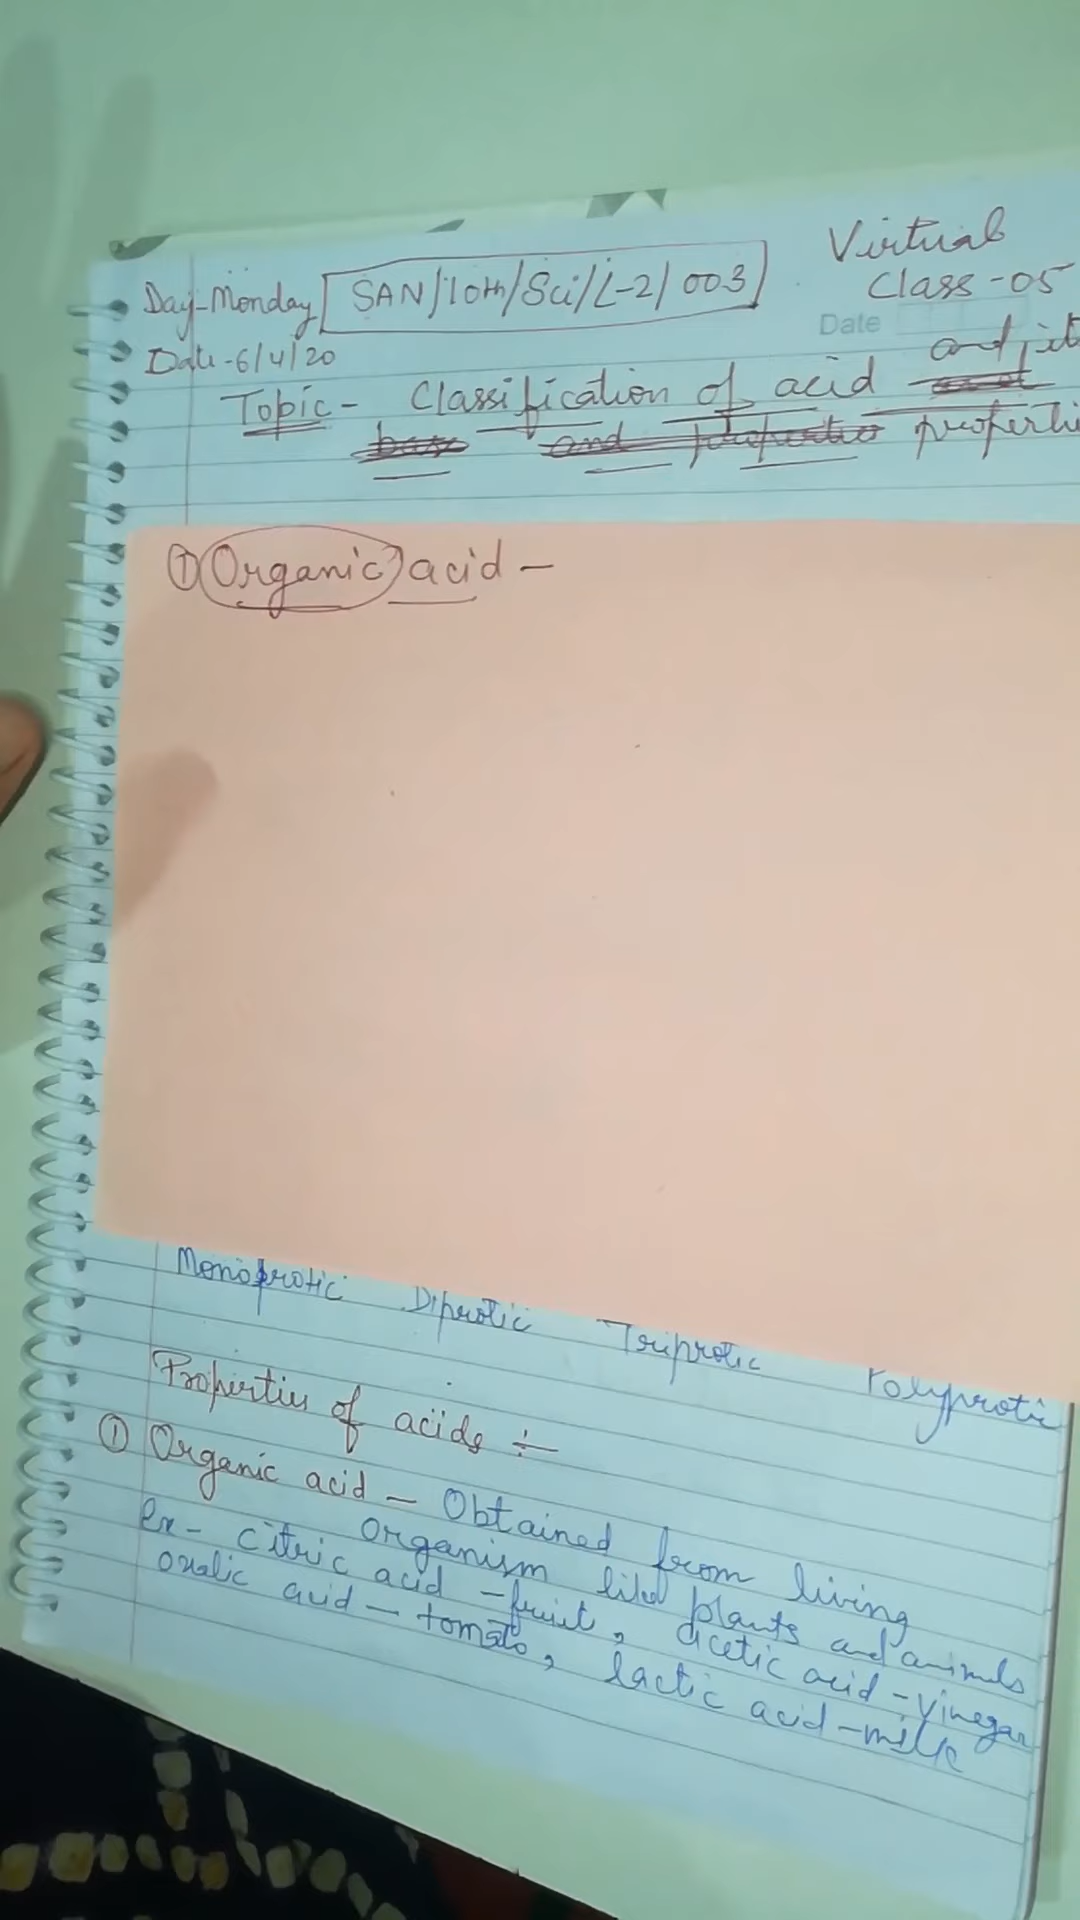 Virtual
Day-Monday SAN/10th/Sci/L-2/003 Class-05
Date
Date-6/4/20
Topic- Classification of acid and it
properti
① Organic acid -
Monoprotic Diprotic Triprotic Polyprotic
Properties of acids ÷
① Organic acid - Obtained from living
organism like plants and animals
Ex- citric acid - fruit, acetic acid - vinegar
oxalic acid - tomato, lactic acid - milk